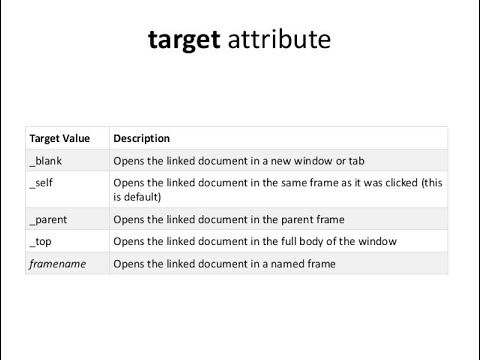 target attribute
Target Value Description
_blank Opens the linked document in a new window or tab
_self Opens the linked document in the same frame as it was clicked (this
is default)
_parent Opens the linked document in the parent frame
_top Opens the linked document in the full body of the window
framename Opens the linked document in a named frame